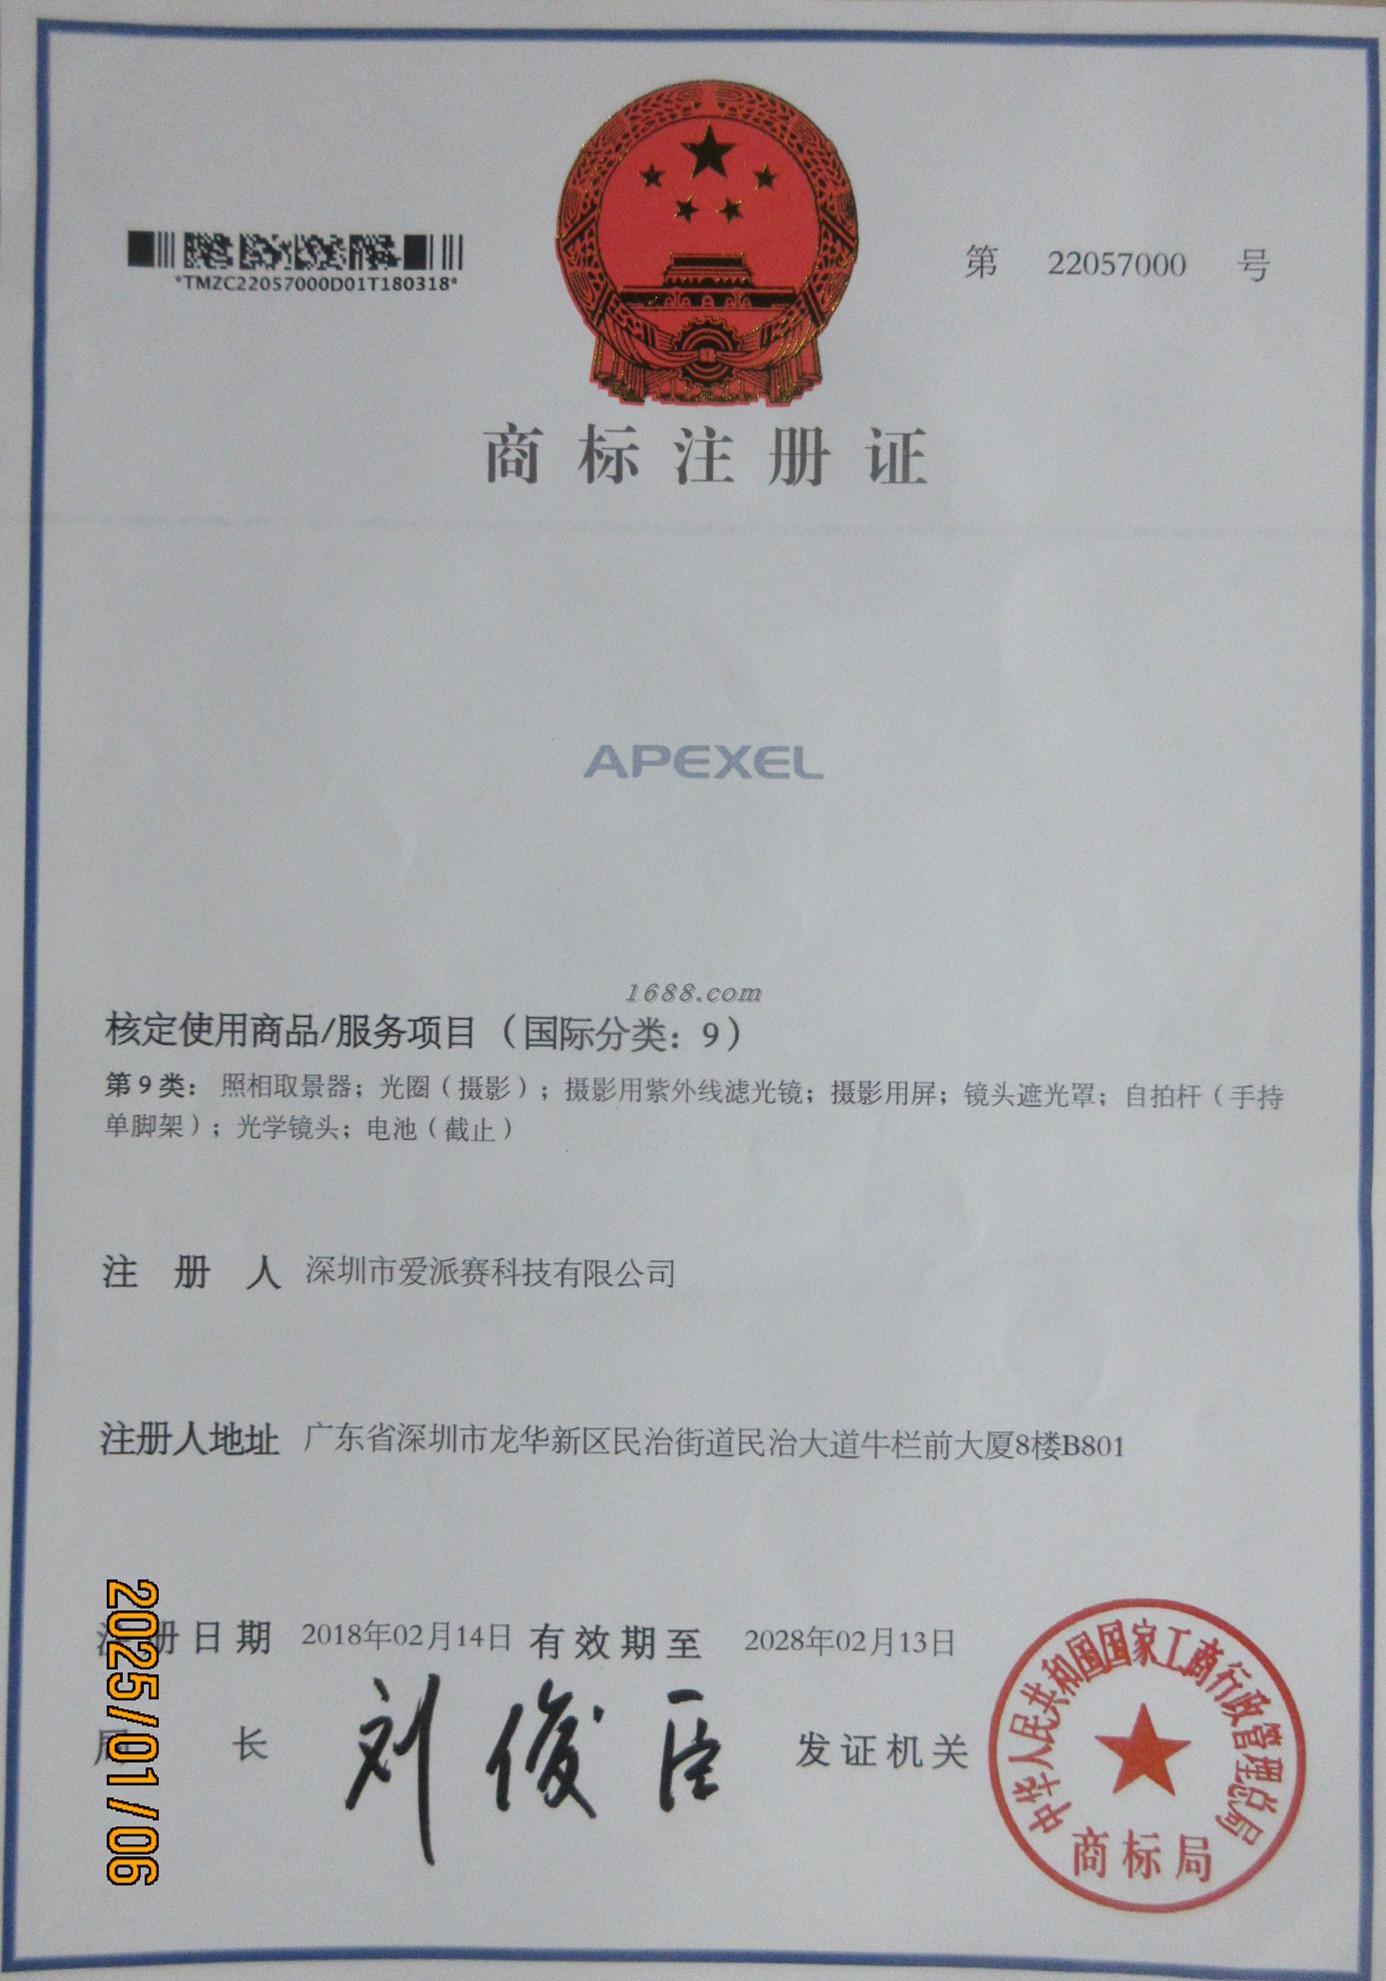 *TMZC22057000D01T180318*
第 22057000 号
商标注册证
APEXEL
1688.com
核定使用商品/服务项目（国际分类：9）
第9类：照相取景器；光圈（摄影）；摄影用紫外线滤光镜；摄影用屏；镜头遮光罩；自拍杆（手持
单脚架）；光学镜头；电池（截止）
注册人 深圳市爱派赛科技有限公司
注册人地址 广东省深圳市龙华新区民治街道民治大道牛栏前大厦8楼B801
注册日期 2018年02月14日 有效期至 2028年02月13日
局长 刘俊臣 发证机关
中华人民共和国国家工商行政管理总局
商标局
2025/01/06